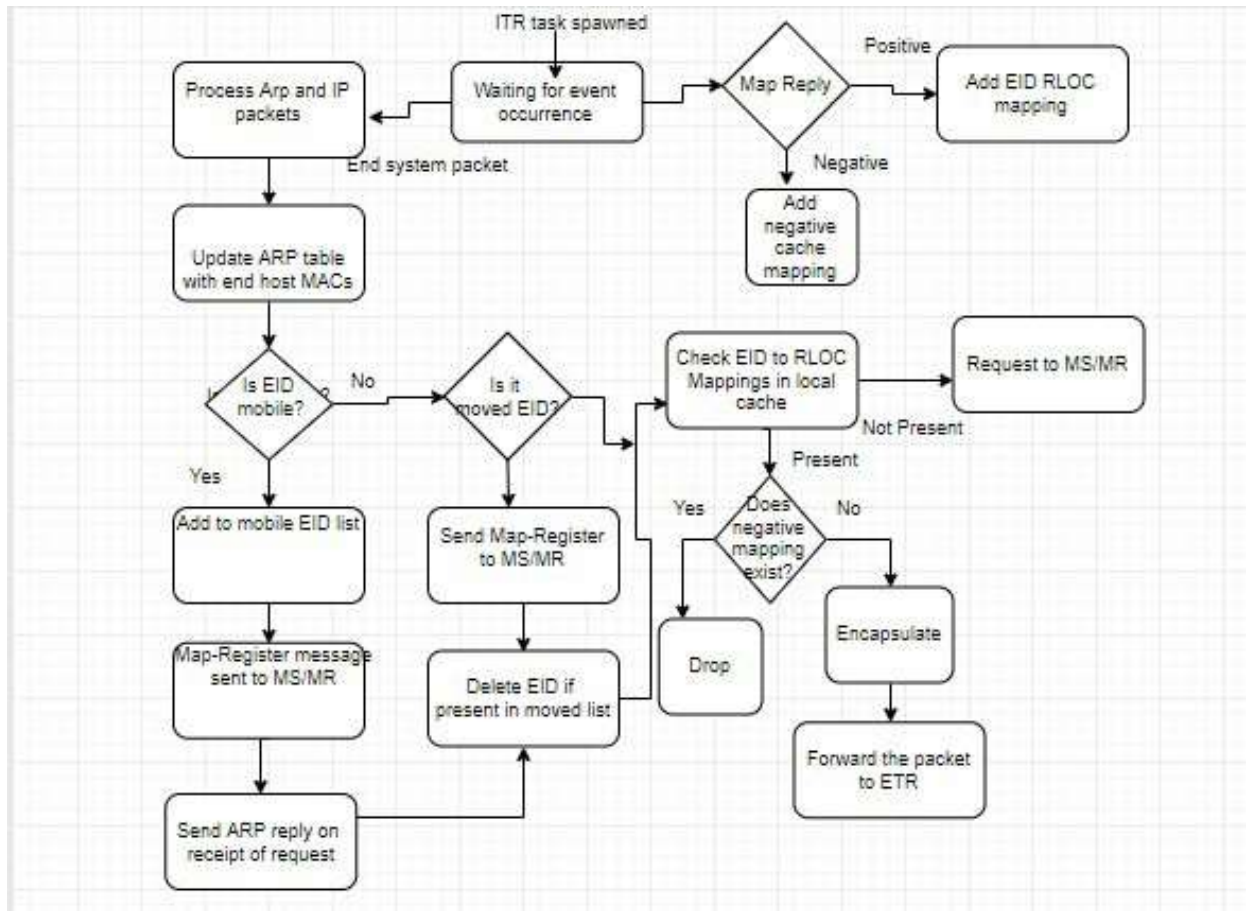 ITR task spawned
Process Arp and IP
packets
Waiting for event
occurrence
Map Reply
Positive
Add EID RLOC
mapping
End system packet
Negative
Add
negative
cache
mapping
Update ARP table
with end host MACs
Is EID
mobile?
No
Is it
moved EID?
Check EID to RLOC
Mappings in local
cache
Request to MS/MR
Not Present
Present
Yes
Add to mobile EID list
Send Map-Register
to MS/MR
Yes
Does
negative
mapping
exist?
No
Map-Register message
sent to MS/MR
Delete EID if
present in moved list
Drop
Encapsulate
Forward the packet
to ETR
Send ARP reply on
receipt of request